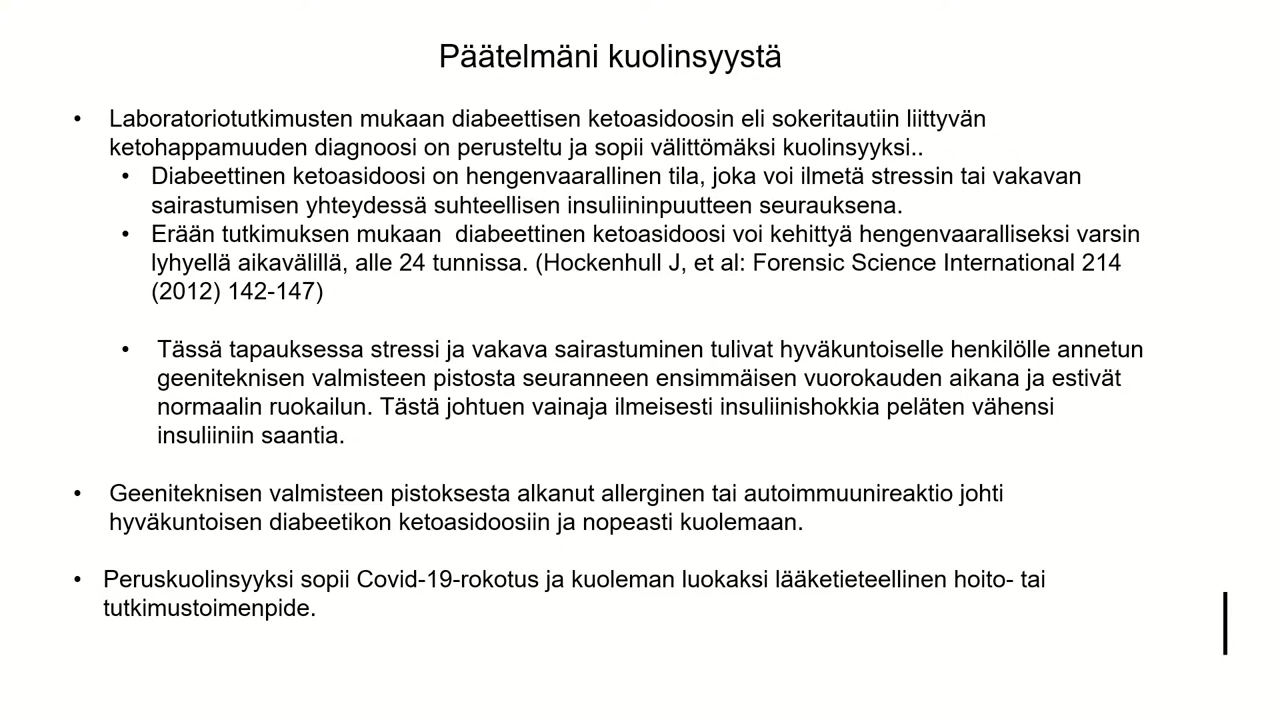 Päätelmäni kuolinsyystä
• Laboratoriotutkimusten mukaan diabeettisen ketoasidoosin eli sokeritautiin liittyvän
ketohappamuuden diagnoosi on perusteltu ja sopii välittömäksi kuolinsyyksi..
• Diabeettinen ketoasidoosi on hengenvaarallinen tila, joka voi ilmetä stressin tai vakavan
sairastumisen yhteydessä suhteellisen insuliininpuutteen seurauksena.
• Erään tutkimuksen mukaan  diabeettinen ketoasidoosi voi kehittyä hengenvaaralliseksi varsin
lyhyellä aikavälillä, alle 24 tunnissa. (Hockenhull J, et al: Forensic Science International 214
(2012) 142-147)
• Tässä tapauksessa stressi ja vakava sairastuminen tulivat hyväkuntoiselle henkilölle annetun
geeniteknisen valmisteen pistosta seuranneen ensimmäisen vuorokauden aikana ja estivät
normaalin ruokailun. Tästä johtuen vainaja ilmeisesti insuliinishokkia peläten vähensi
insuliiniin saantia.
• Geeniteknisen valmisteen pistoksesta alkanut allerginen tai autoimmuunireaktio johti
hyväkuntoisen diabeetikon ketoasidoosiin ja nopeasti kuolemaan.
• Peruskuolinsyyksi sopii Covid-19-rokotus ja kuoleman luokaksi lääketieteellinen hoito- tai
tutkimustoimenpide.